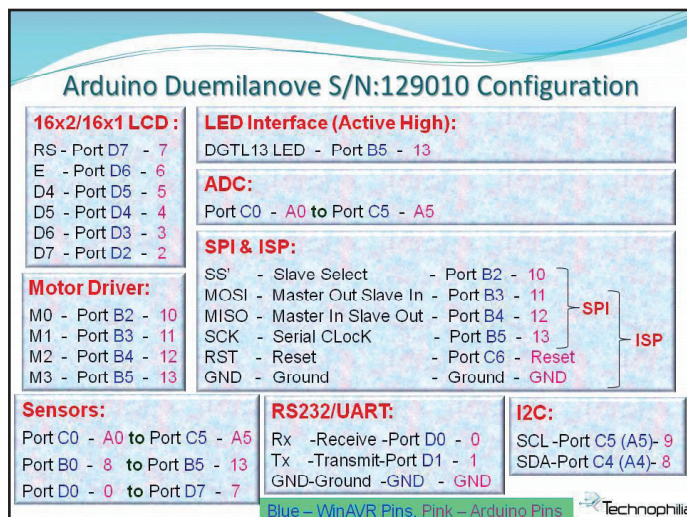 Arduino Duemilanove S/N:129010 Configuration
16x2/16x1 LCD :
RS - Port D7 - 7
E - Port D6 - 6
D4 - Port D5 - 5
D5 - Port D4 - 4
D6 - Port D3 - 3
D7 - Port D2 - 2
LED Interface (Active High):
DGTL13 LED - Port B5 - 13
ADC:
Port C0 - A0 to Port C5 - A5
Motor Driver:
M0 - Port B2 - 10
M1 - Port B3 - 11
M2 - Port B4 - 12
M3 - Port B5 - 13
SPI & ISP:
SS' - Slave Select - Port B2 - 10
MOSI - Master Out Slave In - Port B3 - 11
MISO - Master In Slave Out - Port B4 - 12
SCK - Serial CLocK - Port B5 - 13
RST - Reset - Port C6 - Reset
GND - Ground - Ground - GND
SPI
ISP
Sensors:
Port C0 - A0 to Port C5 - A5
Port B0 - 8 to Port B5 - 13
Port D0 - 0 to Port D7 - 7
RS232/UART:
Rx -Receive -Port D0 - 0
Tx -Transmit-Port D1 - 1
GND-Ground -GND - GND
I2C:
SCL -Port C5 (A5)- 9
SDA-Port C4 (A4)- 8
Blue – WinAVR Pins, Pink – Arduino Pins
Technophilia